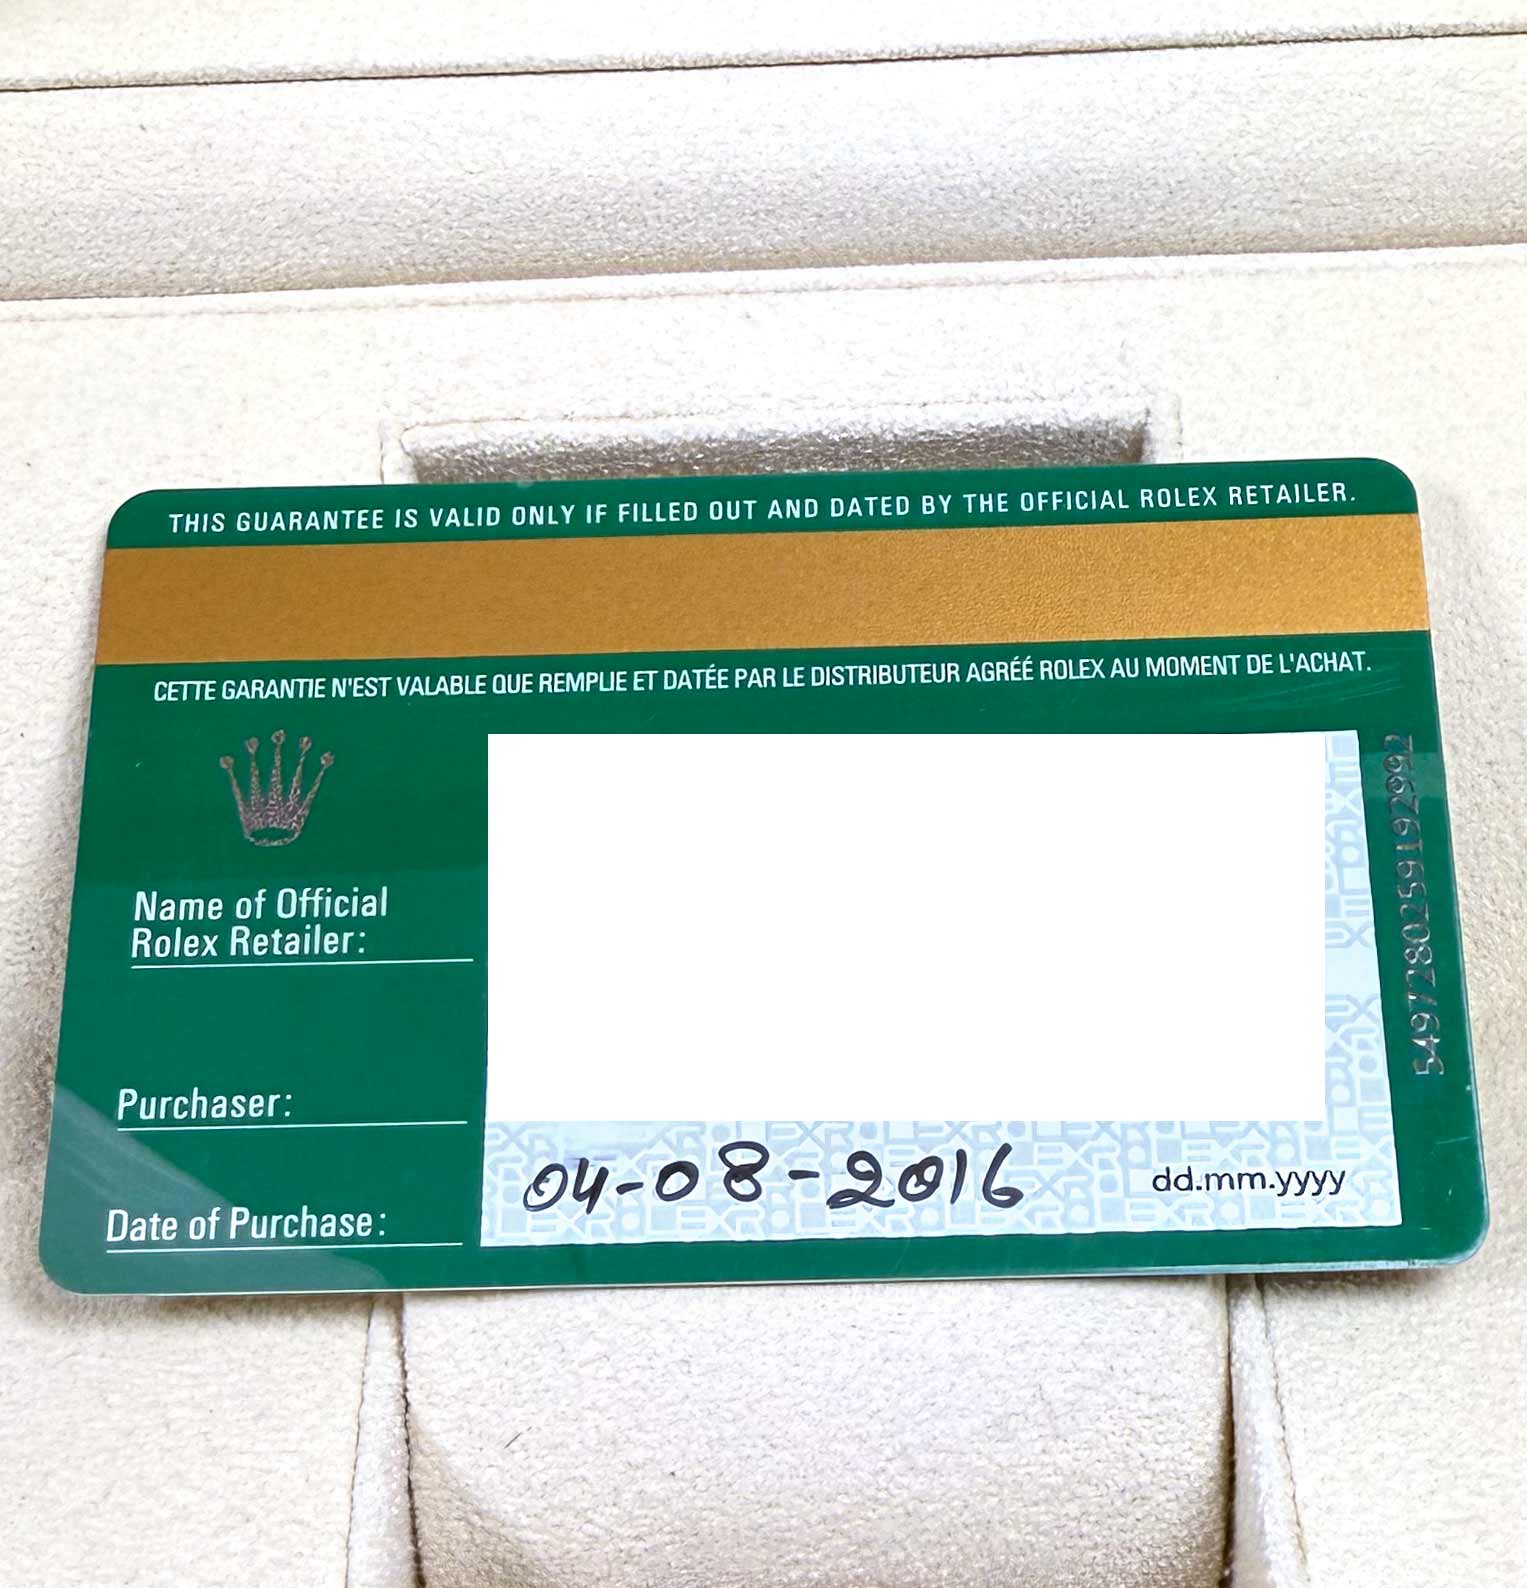 THIS GUARANTEE IS VALID ONLY IF FILLED OUT AND DATED BY THE OFFICIAL ROLEX RETAILER.
CETTE GARANTIE N'EST VALABLE QUE REMPLIE ET DATÉE PAR LE DISTRIBUTEUR AGRÉÉ ROLEX AU MOMENT DE L'ACHAT.
Name of Official
Rolex Retailer:
Purchaser:
Date of Purchase: 04-08-2016 dd.mm.yyyy
5497280259192992